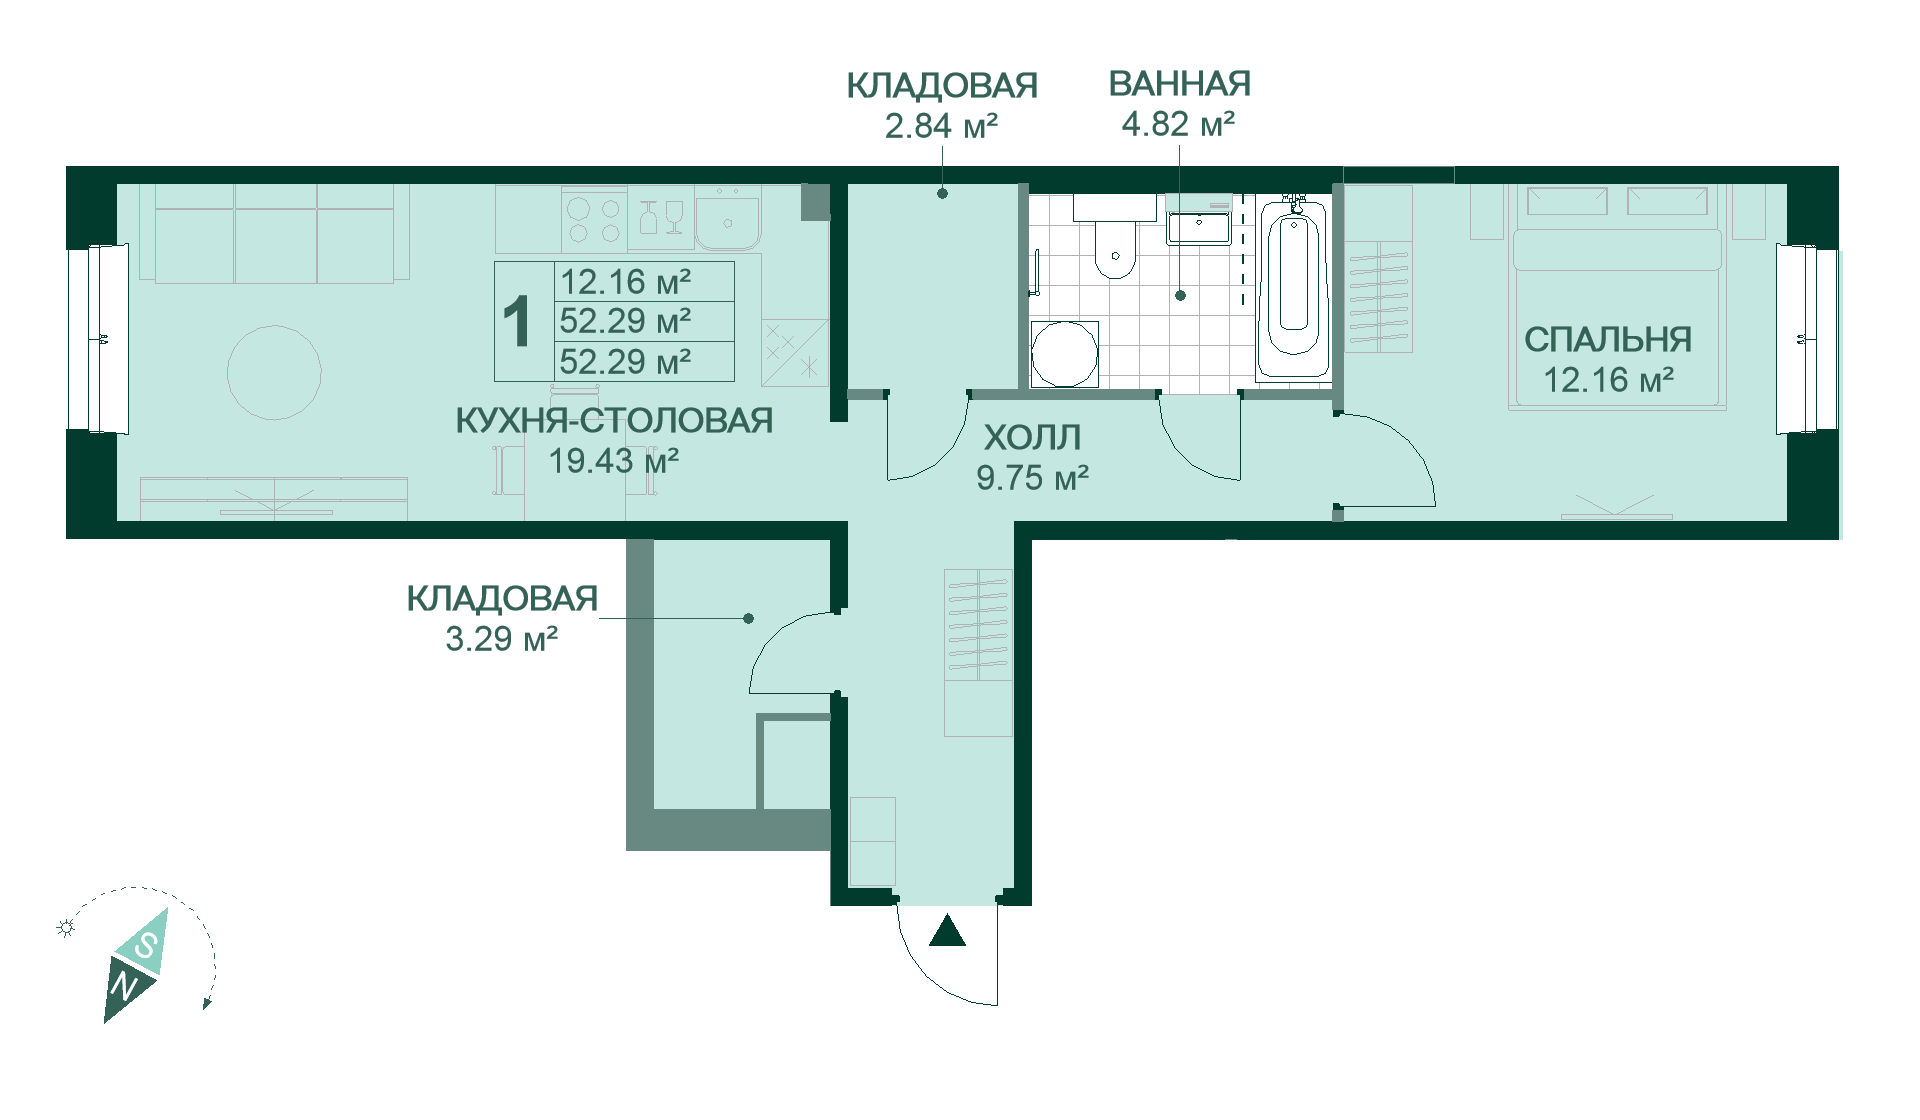 КЛАДОВАЯ
2.84 м²
ВАННАЯ
4.82 м²
1
12.16 м²
52.29 м²
52.29 м²
КУХНЯ-СТОЛОВАЯ
19.43 м²
ХОЛЛ
9.75 м²
СПАЛЬНЯ
12.16 м²
КЛАДОВАЯ
3.29 м²
S
N